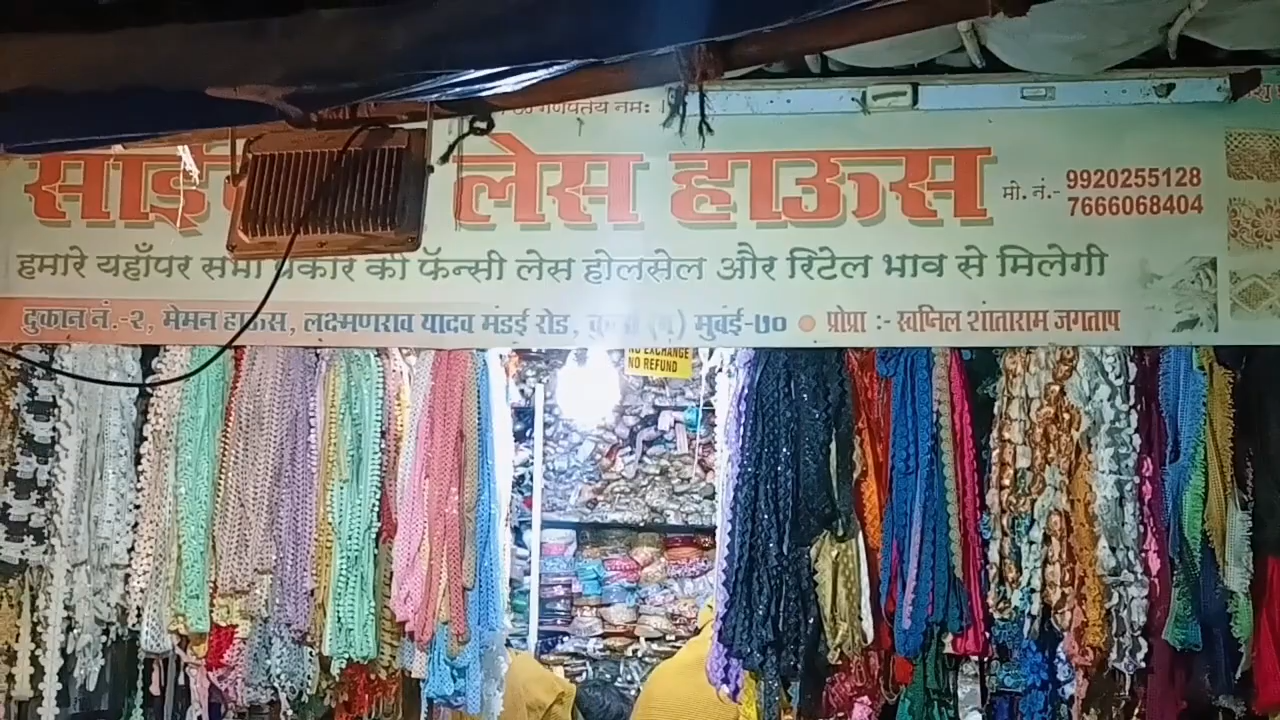 गणपतये नमः
लेस हाऊस
मो. नं.- 9920255128
7666068404
हमारे यहाँपर सभी प्रकार की फॅन्सी लेस होलसेल और रिटेल भाव से मिलेगी
दुकान नं.-२, मेमन हाऊस, लक्ष्मणराव यादव मंडई रोड, मुंबई-७० प्रोप्रा :- स्वप्निल शांताराम जगताप
NO EXCHANGE
NO REFUND